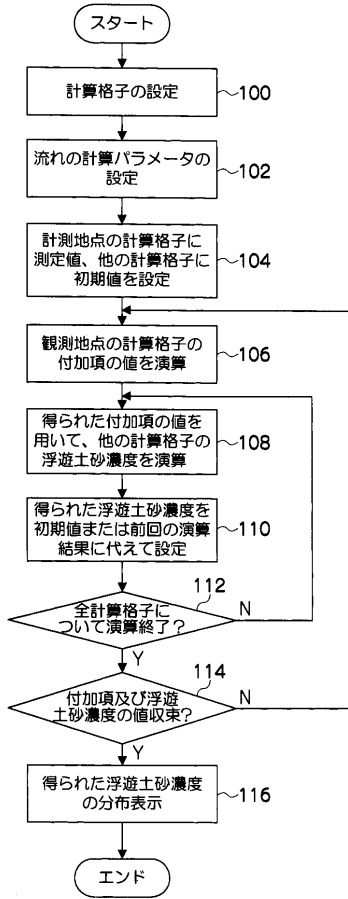 スタート
計算格子の設定
100
流れの計算パラメータの
設定
102
計測地点の計算格子に
測定値、他の計算格子に
初期値を設定
104
観測地点の計算格子の
付加項の値を演算
106
得られた付加項の値を
用いて、他の計算格子の
浮遊土砂濃度を演算
108
得られた浮遊土砂濃度を
初期値または前回の演算
結果に代えて設定
110
112
全計算格子に
ついて演算終了?
N
Y
114
付加項及び浮遊
土砂濃度の値収束?
N
Y
得られた浮遊土砂濃度
の分布表示
116
エンド